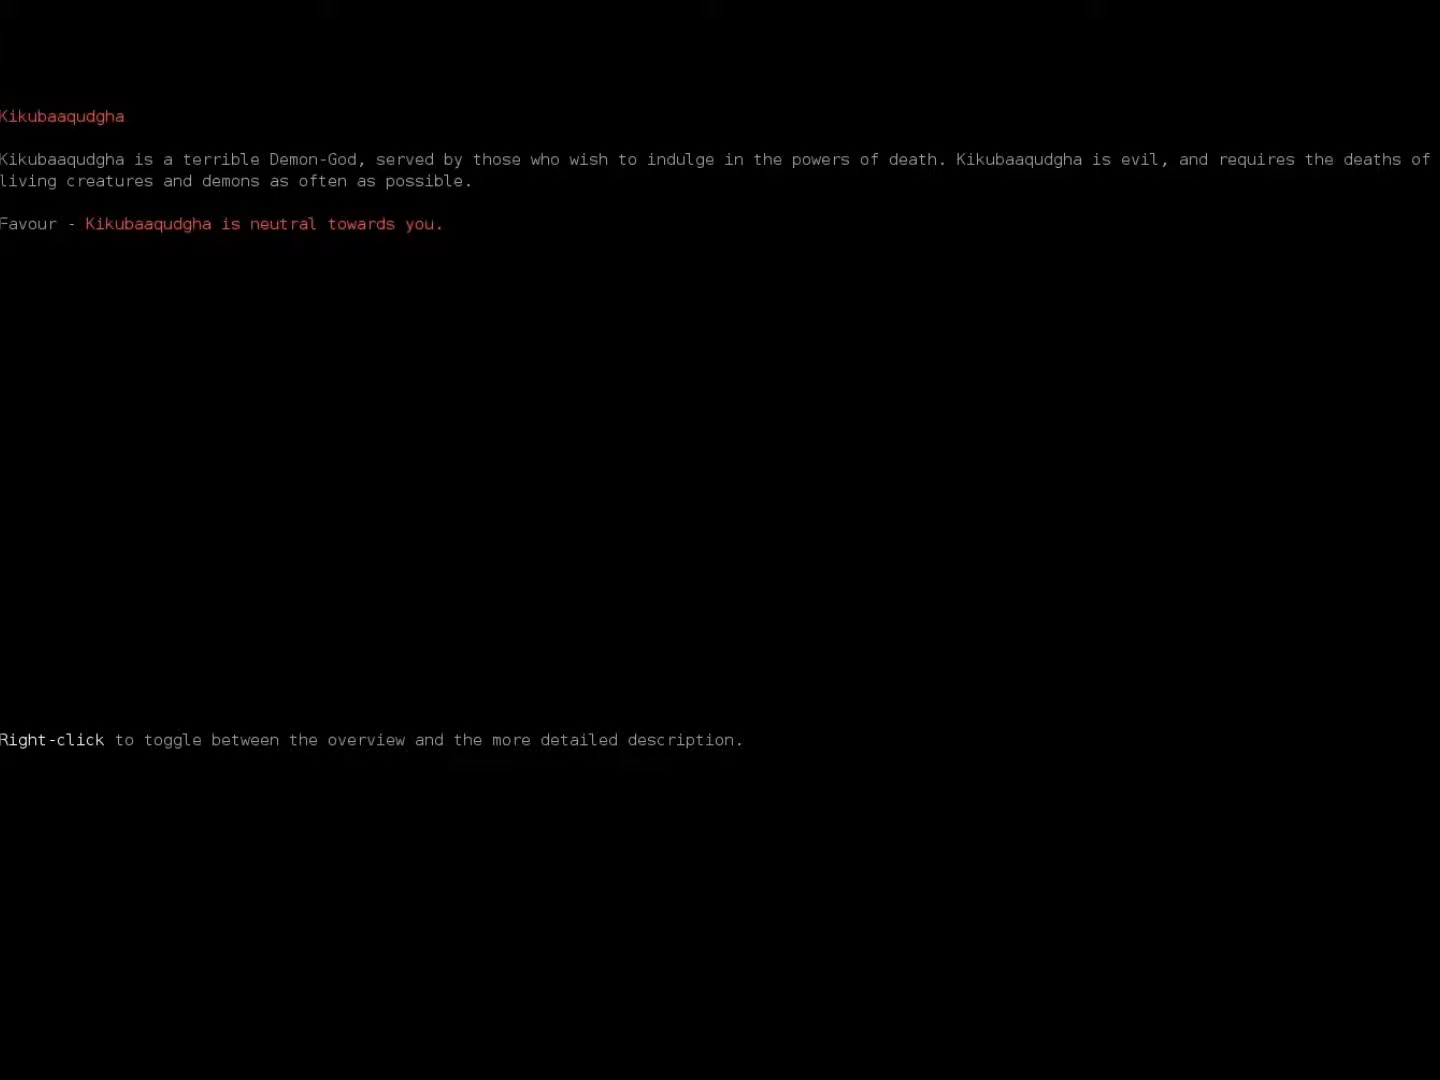 Kikubaaqudgha
Kikubaaqudgha is a terrible Demon-God, served by those who wish to indulge in the powers of death. Kikubaaqudgha is evil, and requires the deaths of
living creatures and demons as often as possible.
Favour - Kikubaaqudgha is neutral towards you.
Right-click to toggle between the overview and the more detailed description.